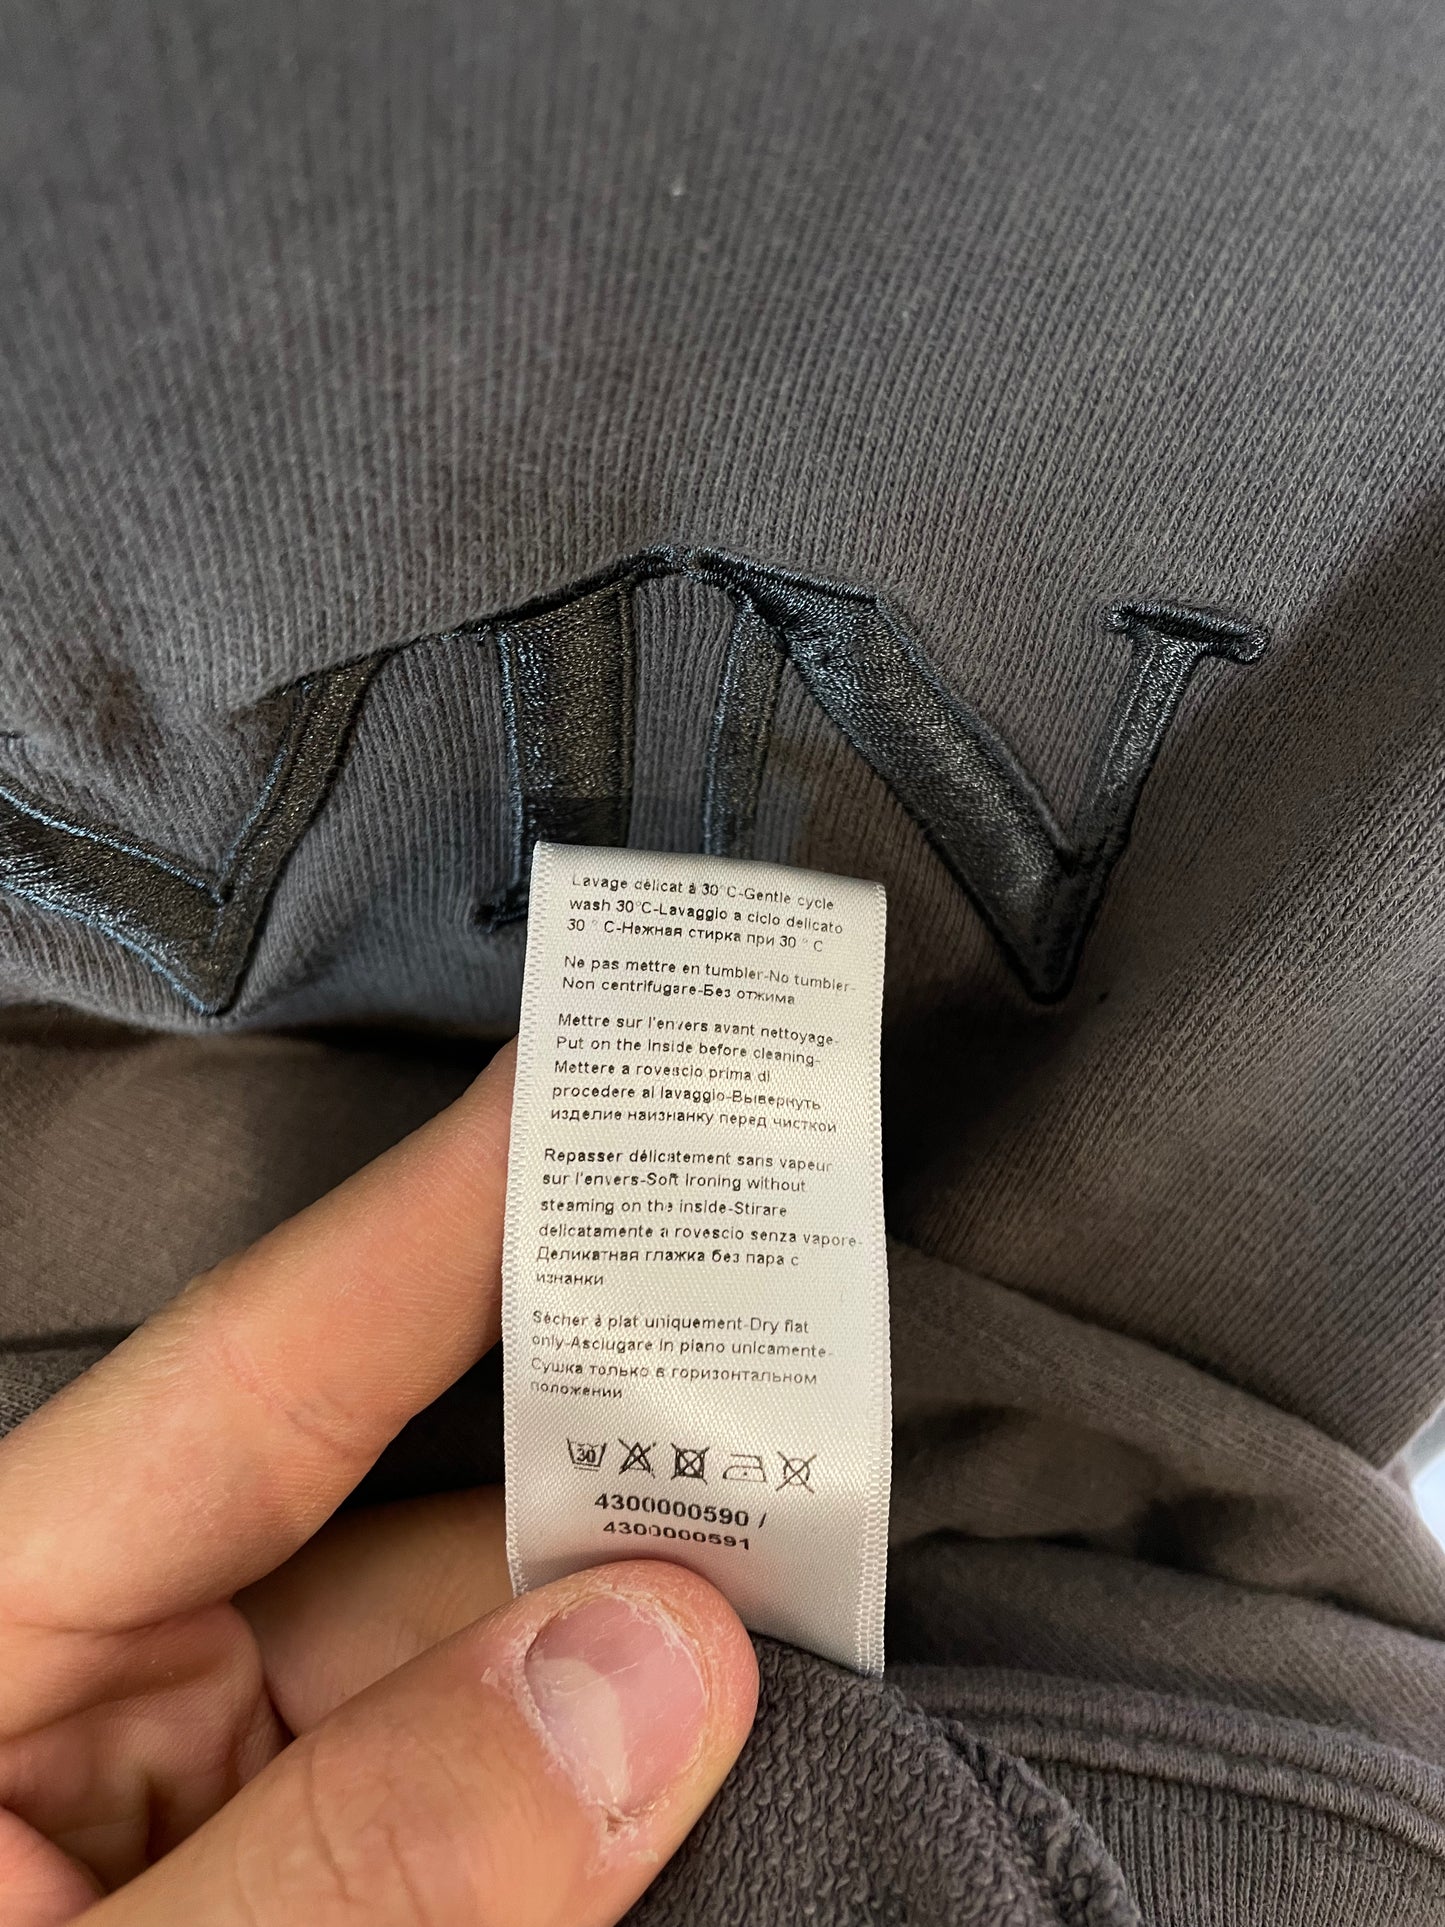 Lavage délicat à 30°C-Gentle cycle
wash 30°C-Lavaggio a ciclo delicato
30 ° C-Нежная стирка при 30 ° C
Ne pas mettre en tumbler-No tumbler-
Non centrifugare-Без отжима
Mettre sur l'envers avant nettoyage-
Put on the inside before cleaning-
Mettere a rovescio prima di
procedere al lavaggio-Вывернуть
изделие наизнанку перед чисткой
Repasser délicatement sans vapeur
sur l'envers-Soft ironing without
steaming on the inside-Stirare
delicatamente a rovescio senza vapore-
Деликатная глажка без пара с
изнанки
Sécher à plat uniquement-Dry flat
only-Asciugare in piano unicamente-
Сушка только в горизонтальном
положении
30
4300000590 /
4300000591